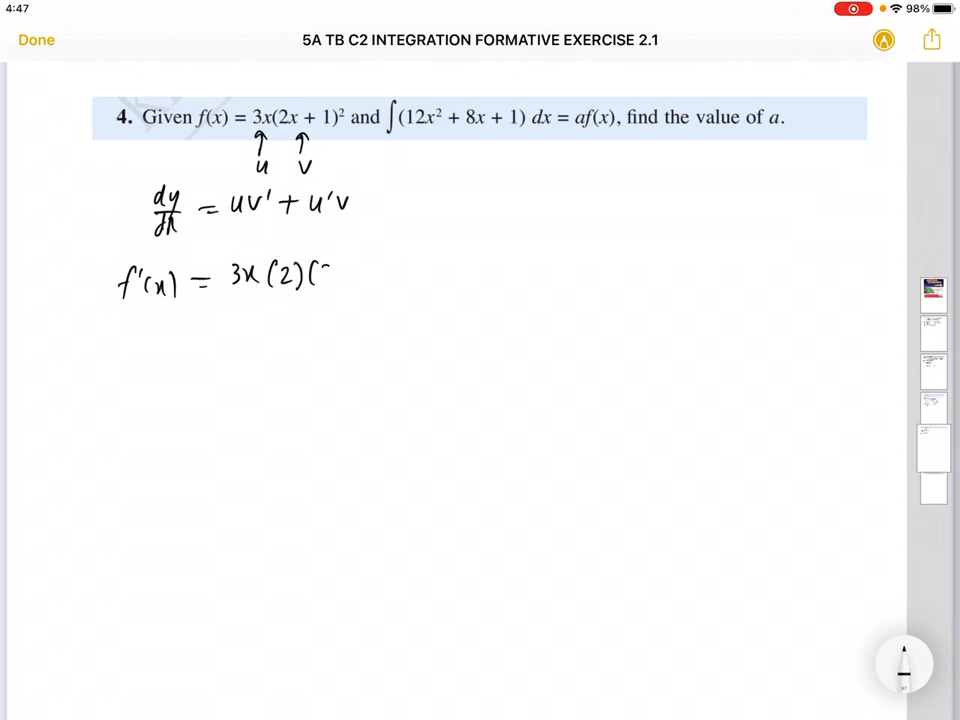 4:47
98%
Done
5A TB C2 INTEGRATION FORMATIVE EXERCISE 2.1
4. Given f(x) = 3x(2x + 1)² and ∫(12x² + 8x + 1) dx = af(x), find the value of a.
↑ ↑
u v
dy/dx = uv' + u'v
f'(x) = 3x(2)(
97